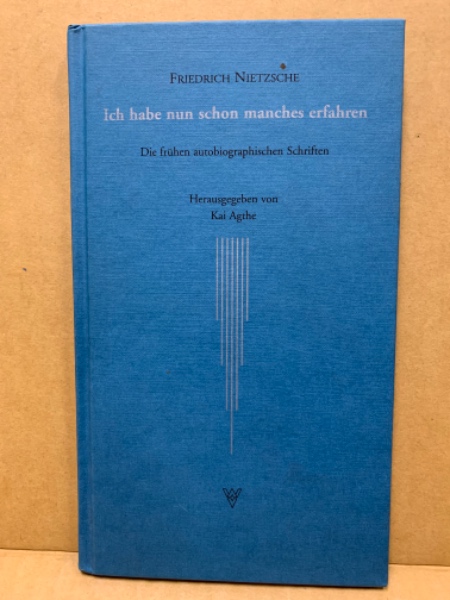 FRIEDRICH NIETZSCHE
Ich habe nun schon manches erfahren
Die frühen autobiographischen Schriften
Herausgegeben von
Kai Agthe